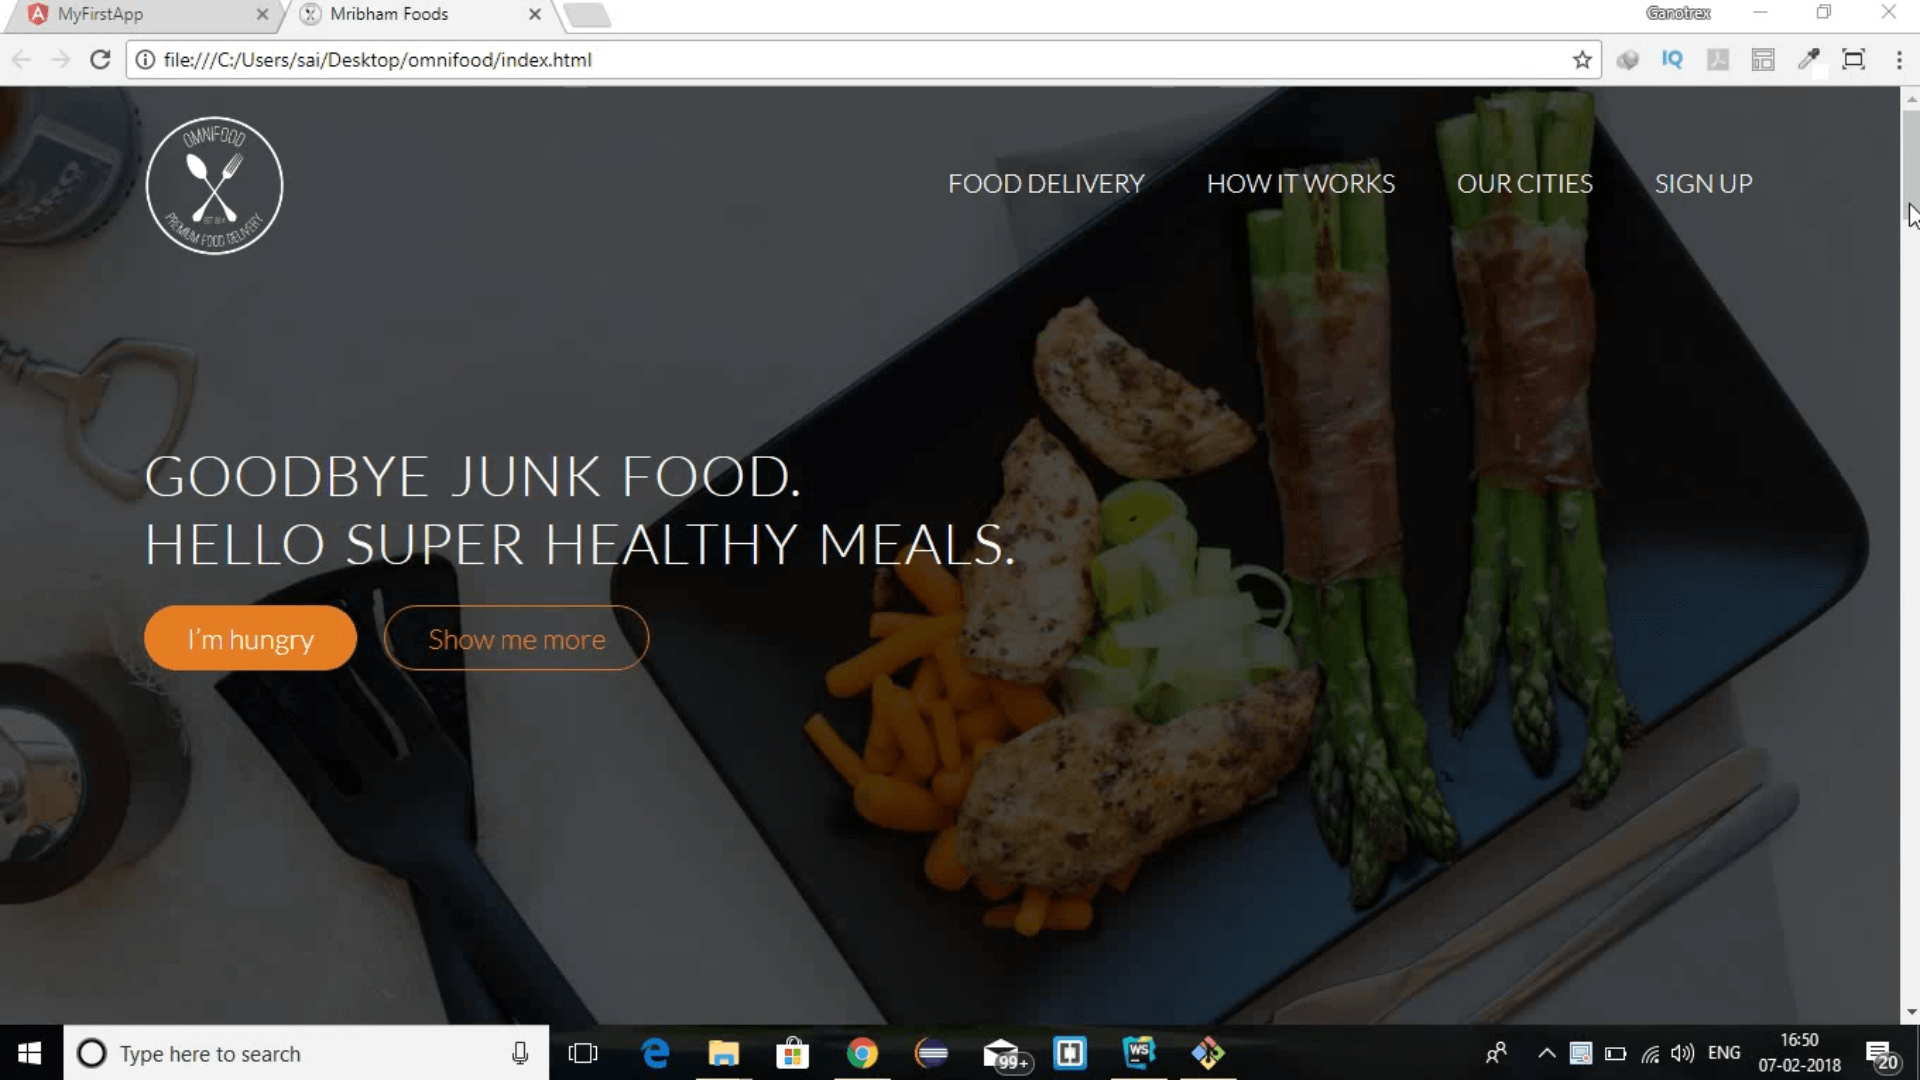 MyFirstApp
Mribham Foods
Ganotrex
file:///C:/Users/sai/Desktop/omnifood/index.html
IQ
OMNIFOOD
PREMIUM FOOD DELIVERY
FOOD DELIVERY
HOW IT WORKS
OUR CITIES
SIGN UP
GOODBYE JUNK FOOD.
HELLO SUPER HEALTHY MEALS.
I'm hungry
Show me more
Type here to search
99+
WS
ENG
16:50
07-02-2018
20